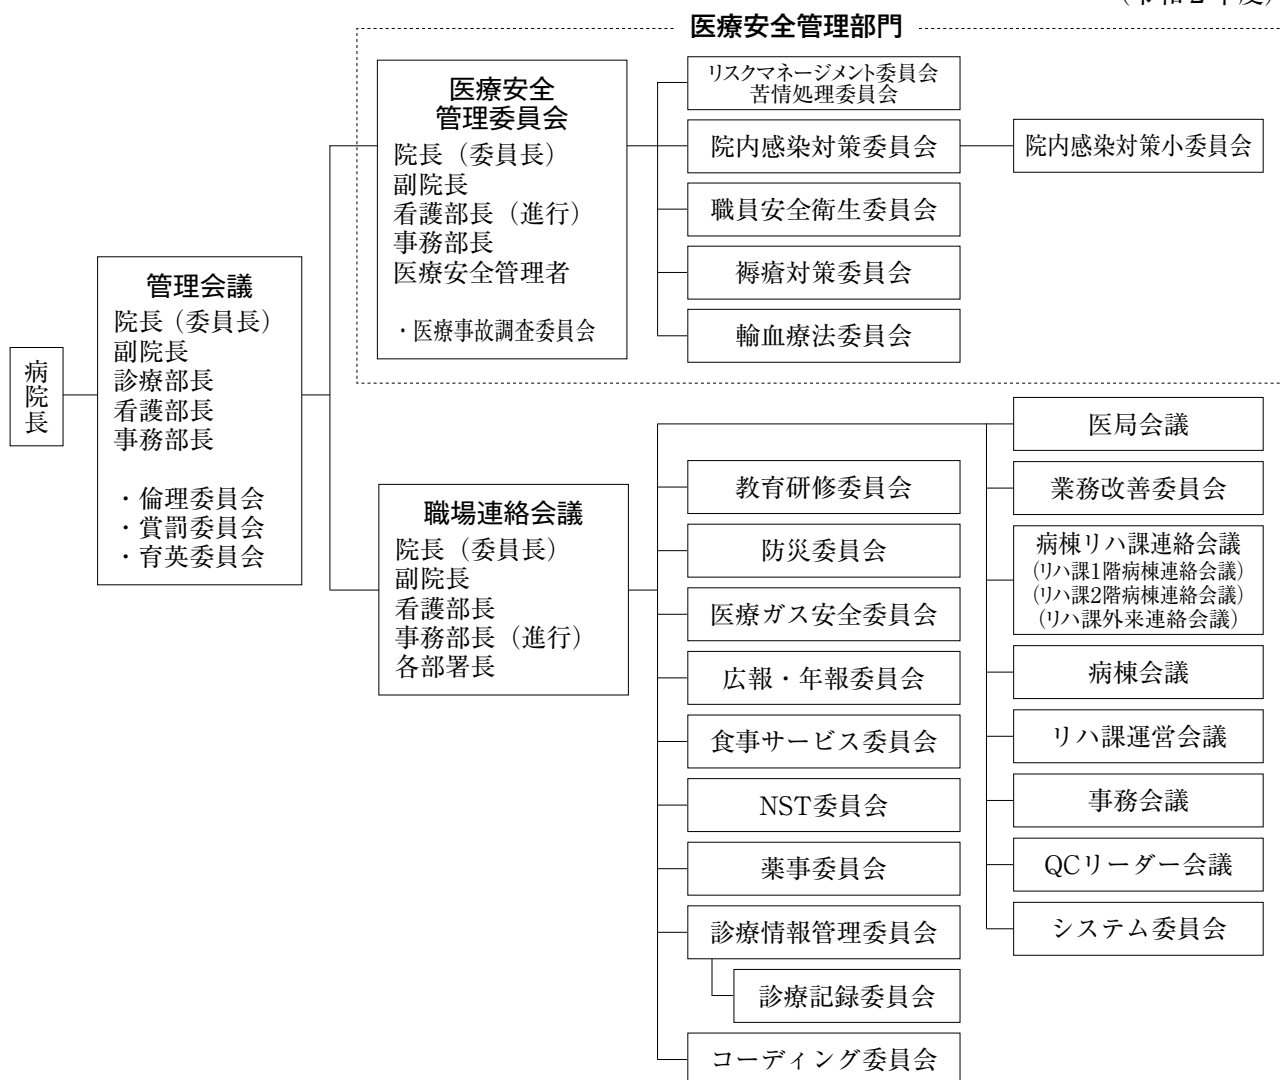 （令和２年度）
医療安全管理部門
病院長
管理会議
院長（委員長）
副院長
診療部長
看護部長
事務部長
・倫理委員会
・賞罰委員会
・育英委員会
医療安全
管理委員会
院長（委員長）
副院長
看護部長（進行）
事務部長
医療安全管理者
・医療事故調査委員会
リスクマネージメント委員会
苦情処理委員会
院内感染対策委員会
院内感染対策小委員会
職員安全衛生委員会
褥瘡対策委員会
輸血療法委員会
職場連絡会議
院長（委員長）
副院長
看護部長
事務部長（進行）
各部署長
教育研修委員会
防災委員会
医療ガス安全委員会
広報・年報委員会
食事サービス委員会
NST委員会
薬事委員会
診療情報管理委員会
診療記録委員会
コーディング委員会
医局会議
業務改善委員会
病棟リハ課連絡会議
（リハ課1階病棟連絡会議）
（リハ課2階病棟連絡会議）
（リハ課外来連絡会議）
病棟会議
リハ課運営会議
事務会議
QCリーダー会議
システム委員会